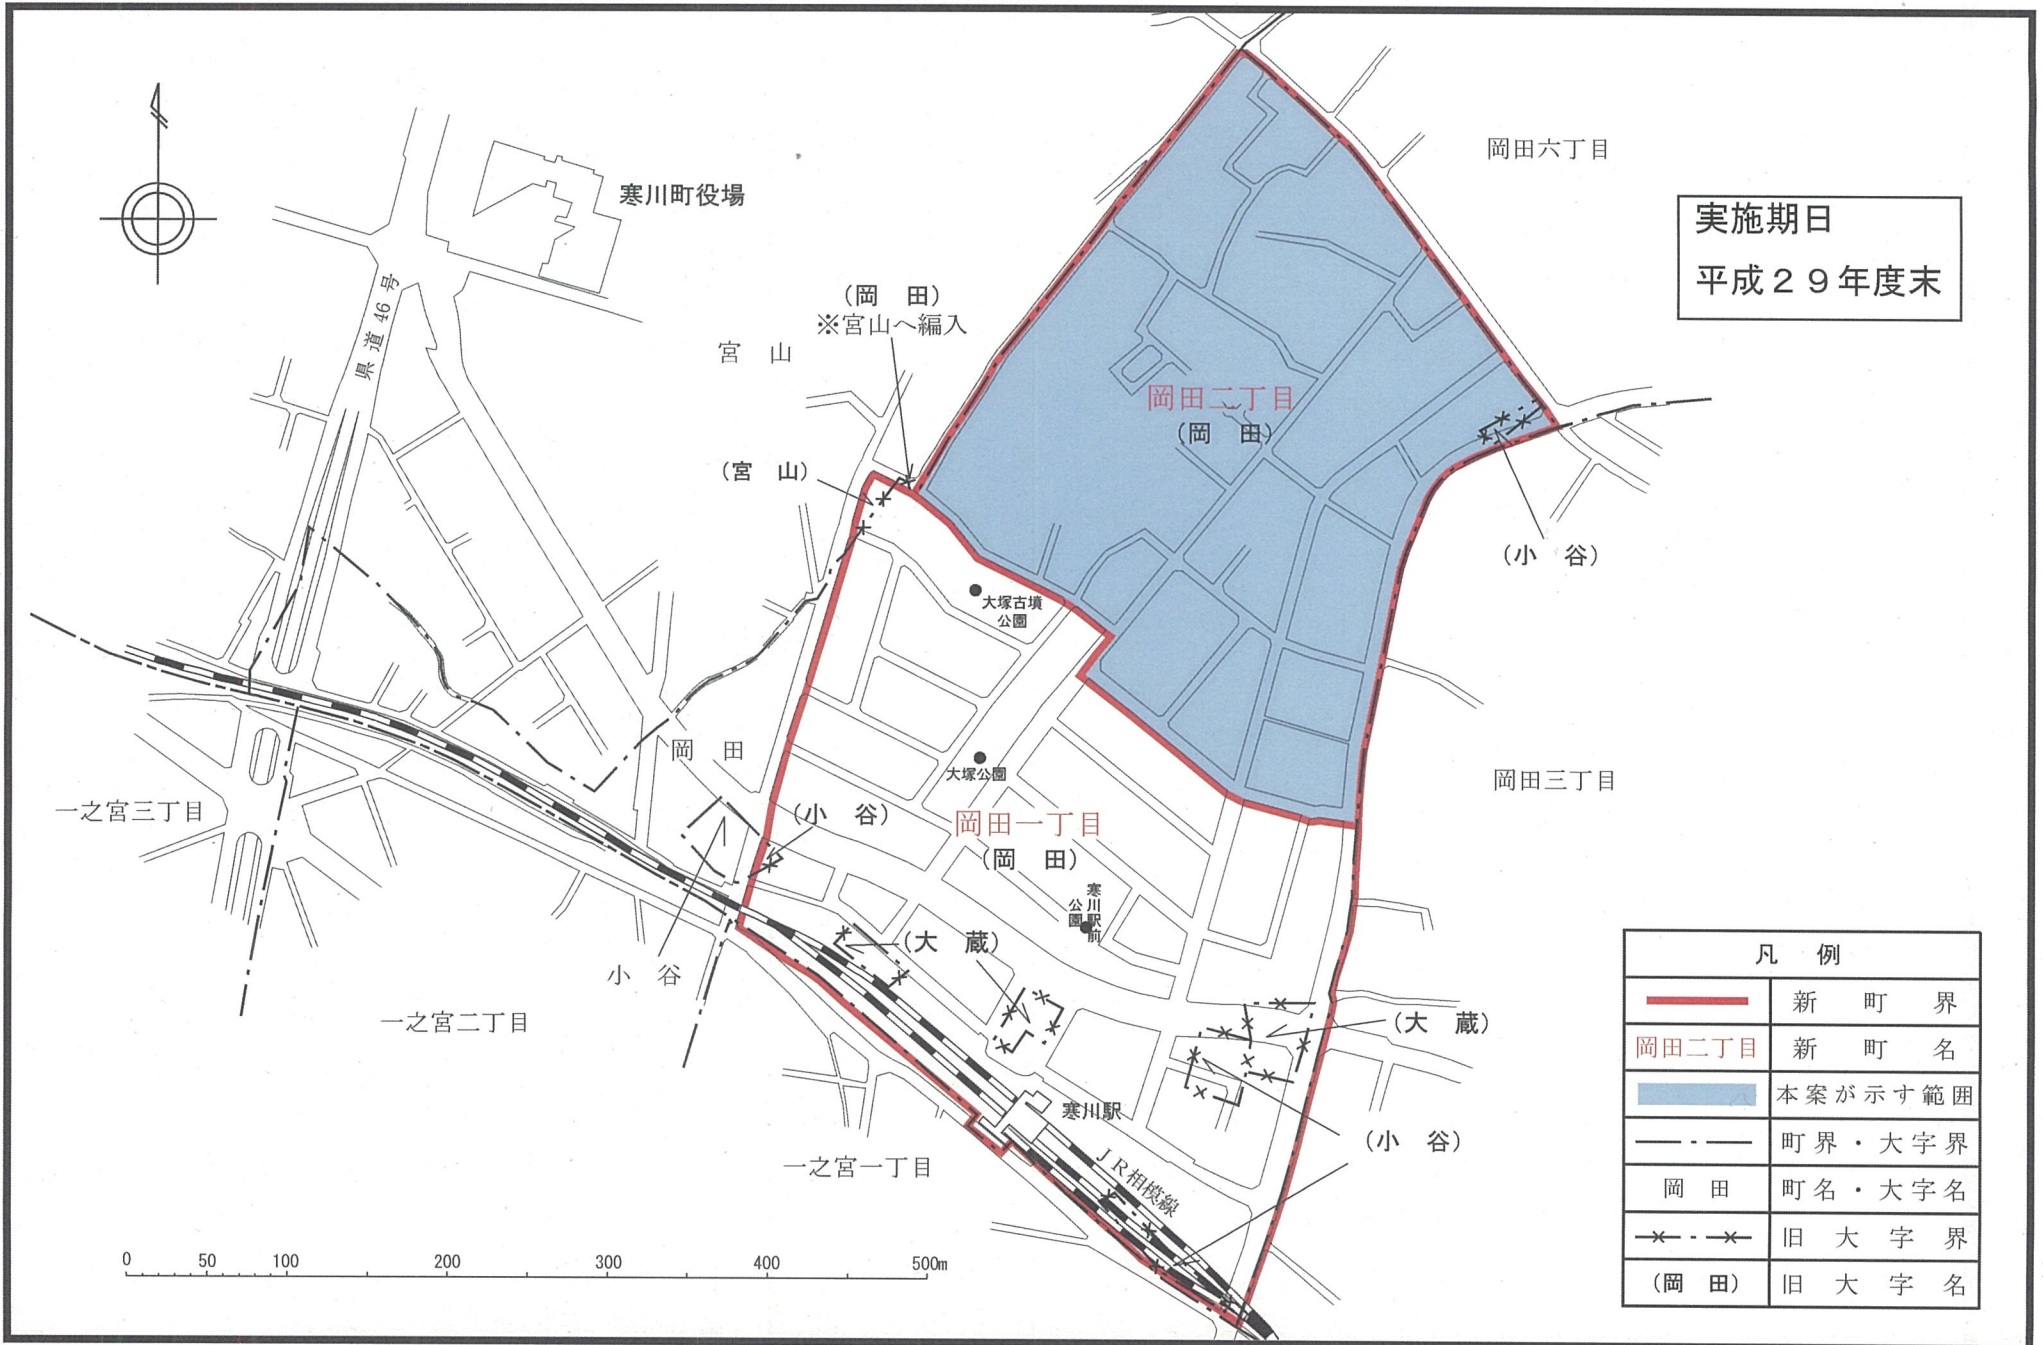 岡田六丁目
実施期日
平成２９年度末
寒川町役場
県道46号
(岡　田)
※宮山へ編入
宮　山
岡田二丁目
(岡　田)
(宮　山)
(小　谷)
大塚古墳
公園
岡　田
大塚公園
岡田三丁目
一之宮三丁目
(小　谷)
岡田一丁目
(岡　田)
寒川駅前
公園
(大　蔵)
小　谷
一之宮二丁目
(大　蔵)
寒川駅
(小　谷)
一之宮一丁目
ＪＲ相模線
0 50 100 200 300 400 500m
凡　例
新　町　界
岡田二丁目 新　町　名
本案が示す範囲
町界・大字界
岡　田 町名・大字名
旧　大　字　界
(岡　田) 旧　大　字　名